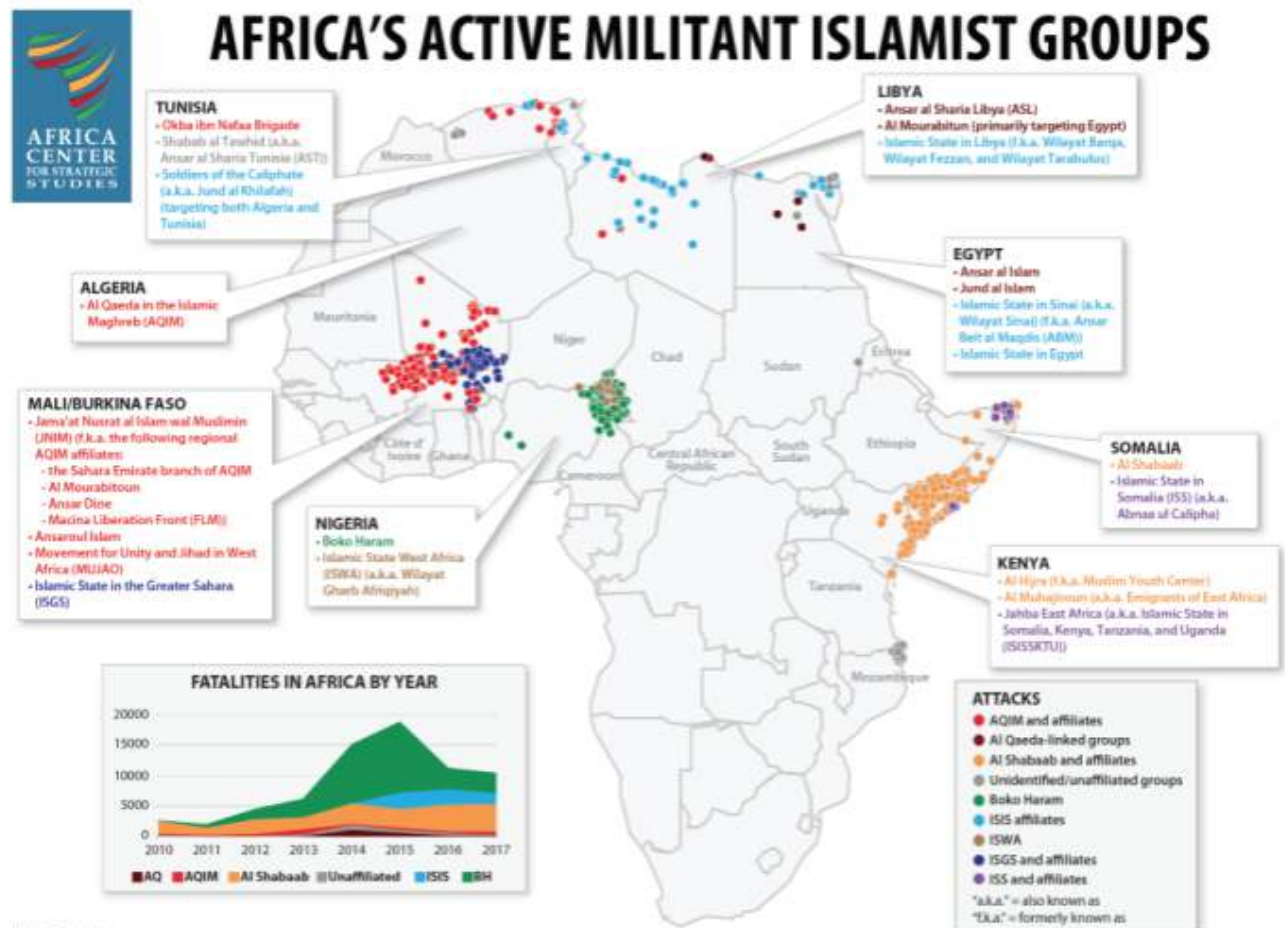 AFRICA'S ACTIVE MILITANT ISLAMIST GROUPS
AFRICA
CENTER
FOR STRATEGIC
STUDIES
TUNISIA
• Okba ibn Nafaa Brigade
• Shabab al Tawhid (a.k.a.
Ansar al Sharia Tunisia (AST))
• Soldiers of the Caliphate
(a.k.a. Jund al Khilafah)
(targeting both Algeria and
Tunisia)
LIBYA
• Ansar al Sharia Libya (ASL)
• Al Mourabitun (primarily targeting Egypt)
• Islamic State in Libya (f.k.a. Wilayat Barqa,
Wilayat Fezzan, and Wilayat Tarabulus)
EGYPT
• Ansar al Islam
• Jund al Islam
• Islamic State in Sinai (a.k.a.
Wilayat Sinai) (f.k.a. Ansar
Beit al Maqdis (ABM))
• Islamic State in Egypt
ALGERIA
• Al Qaeda in the Islamic
Maghreb (AQIM)
MALI/BURKINA FASO
• Jama'at Nusrat al Islam wal Muslimin
(JNIM) (f.k.a. the following regional
AQIM affiliates:
- the Sahara Emirate branch of AQIM
- Al Mourabitoun
- Ansar Dine
- Macina Liberation Front (FLM))
• Ansaroul Islam
• Movement for Unity and Jihad in West
Africa (MUJAO)
• Islamic State in the Greater Sahara
(ISGS)
NIGERIA
• Boko Haram
• Islamic State West Africa
(ISWA) (a.k.a. Wilayat
Gharb Afriqiyah)
SOMALIA
• Al Shabaab
• Islamic State in
Somalia (ISS) (a.k.a.
Abnaa ul Calipha)
KENYA
• Al Hijra (f.k.a. Muslim Youth Center)
• Al Muhajiroun (a.k.a. Emigrants of East Africa)
• Jahba East Africa (a.k.a. Islamic State in
Somalia, Kenya, Tanzania, and Uganda
(ISISSKTU))
Morocco
Mauritania
Niger
Chad
Sudan
Eritrea
Côte d'
Ivoire
Ghana
Cameroon
Central African
Republic
South
Sudan
Ethiopia
Uganda
Tanzania
Mozambique
FATALITIES IN AFRICA BY YEAR
20000
15000
10000
5000
0
2010 2011 2012 2013 2014 2015 2016 2017
AQ AQIM Al Shabaab Unaffiliated ISIS BH
ATTACKS
AQIM and affiliates
Al Qaeda-linked groups
Al Shabaab and affiliates
Unidentified/unaffiliated groups
Boko Haram
ISIS affiliates
ISWA
ISGS and affiliates
ISS and affiliates
"a.k.a." = also known as
"f.k.a." = formerly known as